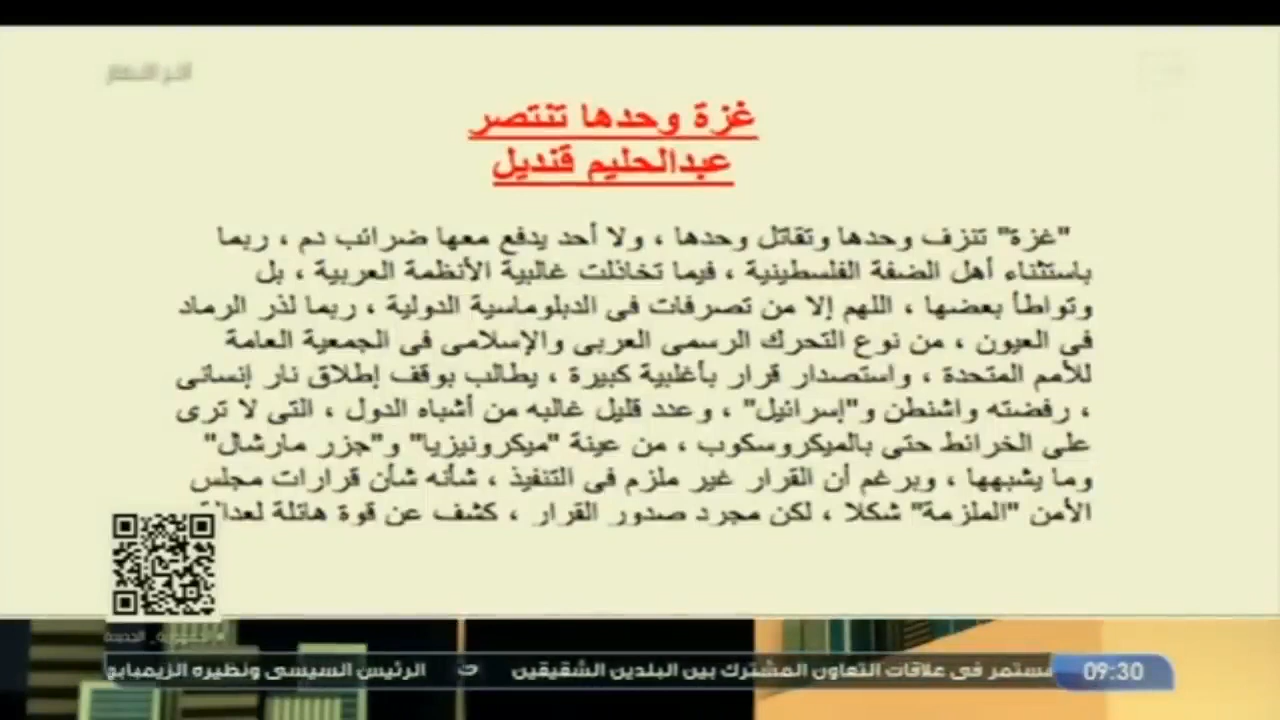 غزة وحدها تنتصر
عبدالحليم قنديل
"غزة" تنزف وحدها وتقاتل وحدها ، ولا أحد يدفع معها ضرائب دم ، ربما
باستثناء أهل الضفة الفلسطينية ، فيما تخاذلت غالبية الأنظمة العربية ، بل
وتواطأ بعضها ، اللهم إلا من تصرفات فى الدبلوماسية الدولية ، ربما لذر الرماد
فى العيون ، من نوع التحرك الرسمى العربى والإسلامى فى الجمعية العامة
للأمم المتحدة ، واستصدار قرار بأغلبية كبيرة ، يطالب بوقف إطلاق نار إنسانى
، رفضته واشنطن و"إسرائيل" ، وعدد قليل غالبه من أشباه الدول ، التى لا ترى
على الخرائط حتى بالميكروسكوب ، من عينة "ميكرونيزيا" و"جزر مارشال"
وما يشبهها ، وبرغم أن القرار غير ملزم فى التنفيذ ، شأنه شأن قرارات مجلس
الأمن "الملزمة" شكلا ، لكن مجرد صدور القرار ، كشف عن قوة هائلة
الجديدة
09:30 مستمر فى علاقات التعاون المشترك بين البلدين الشقيقين الرئيس السيسى ونظيره الزيمبابو